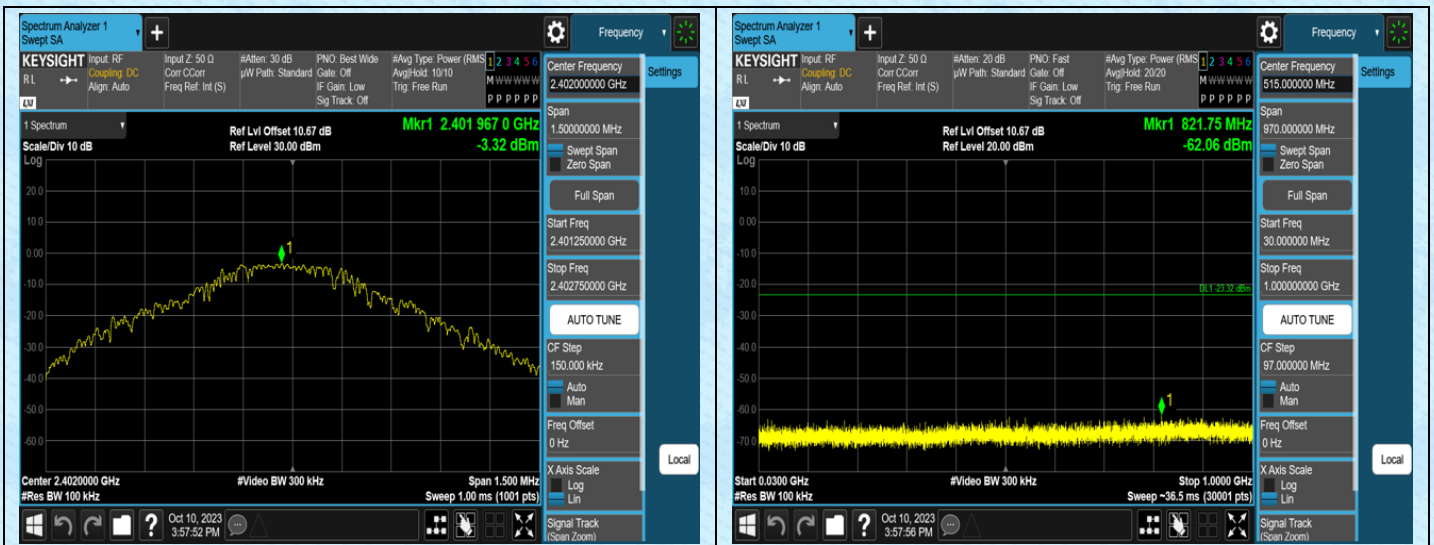 Spectrum Analyzer 1
Swept SA
+
Frequency
KEYSIGHT
R L
LXI
Input: RF
Coupling: DC
Align: Auto
Input Z: 50 Ω
Corr CCorr
Freq Ref: Int (S)
#Atten: 30 dB
µW Path: Standard
PNO: Best Wide
Gate: Off
IF Gain: Low
Sig Track: Off
#Avg Type: Power (RMS
Avg|Hold: 10/10
Trig: Free Run
1 2 3 4 5 6
M W W W W W
P P P P P P
1 Spectrum
Scale/Div 10 dB
Log
Ref Lvl Offset 10.67 dB
Ref Level 30.00 dBm
Mkr1 2.401 967 0 GHz
-3.32 dBm
20.0
10.0
0.00
-10.0
-20.0
-30.0
-40.0
-50.0
-60.0
1
Center 2.4020000 GHz
#Res BW 100 kHz
#Video BW 300 kHz
Span 1.500 MHz
Sweep 1.00 ms (1001 pts)
Oct 10, 2023
3:57:52 PM
?
Center Frequency
2.402000000 GHz
Span
1.50000000 MHz
Swept Span
Zero Span
Full Span
Start Freq
2.401250000 GHz
Stop Freq
2.402750000 GHz
AUTO TUNE
CF Step
150.000 kHz
Auto
Man
Freq Offset
0 Hz
X Axis Scale
Log
Lin
Signal Track
(Span Zoom)
Settings
Local
Spectrum Analyzer 1
Swept SA
+
Frequency
KEYSIGHT
R L
LXI
Input: RF
Coupling: DC
Align: Auto
Input Z: 50 Ω
Corr CCorr
Freq Ref: Int (S)
#Atten: 20 dB
µW Path: Standard
PNO: Fast
Gate: Off
IF Gain: Low
Sig Track: Off
#Avg Type: Power (RMS
Avg|Hold: 20/20
Trig: Free Run
1 2 3 4 5 6
M W W W W W
P P P P P P
1 Spectrum
Scale/Div 10 dB
Log
Ref Lvl Offset 10.67 dB
Ref Level 20.00 dBm
Mkr1 821.75 MHz
-62.06 dBm
10.0
0.00
-10.0
-20.0
-30.0
-40.0
-50.0
-60.0
-70.0
DL1 -23.32 dBm
1
Start 0.0300 GHz
#Res BW 100 kHz
#Video BW 300 kHz
Stop 1.0000 GHz
Sweep ~36.5 ms (30001 pts)
Oct 10, 2023
3:57:56 PM
?
Center Frequency
515.000000 MHz
Span
970.000000 MHz
Swept Span
Zero Span
Full Span
Start Freq
30.000000 MHz
Stop Freq
1.000000000 GHz
AUTO TUNE
CF Step
97.000000 MHz
Auto
Man
Freq Offset
0 Hz
X Axis Scale
Log
Lin
Signal Track
(Span Zoom)
Settings
Local